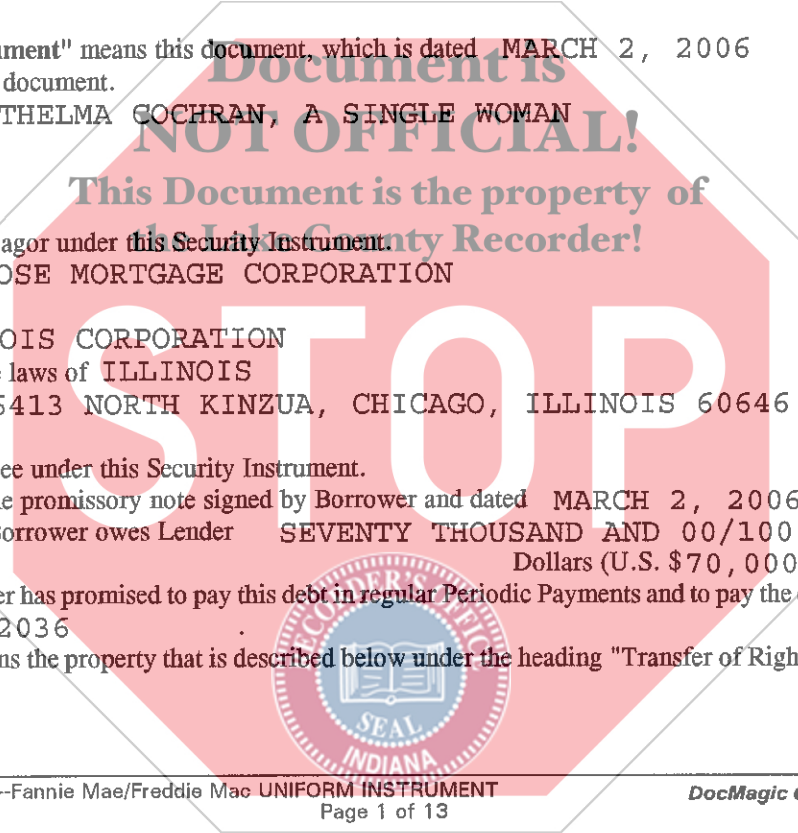 ument" means this document, which is dated MARCH 2, 2006
Document is
document.
THELMA COCHRAN, A SINGLE WOMAN
NOT OFFICIAL!
This Document is the property of
the Lake County Recorder!
agor under this Security Instrument.
OSE MORTGAGE CORPORATION
OIS CORPORATION
e laws of ILLINOIS
5413 NORTH KINZUA, CHICAGO, ILLINOIS 60646
STOP
ee under this Security Instrument.
e promissory note signed by Borrower and dated MARCH 2, 2006
Borrower owes Lender SEVENTY THOUSAND AND 00/100
Dollars (U.S. $70,000
er has promised to pay this debt in regular Periodic Payments and to pay the
2036 .
ns the property that is described below under the heading "Transfer of Righ
RECORDER'S OFFICE
SEAL
INDIANA
--Fannie Mae/Freddie Mac UNIFORM INSTRUMENT
DocMagic
Page 1 of 13